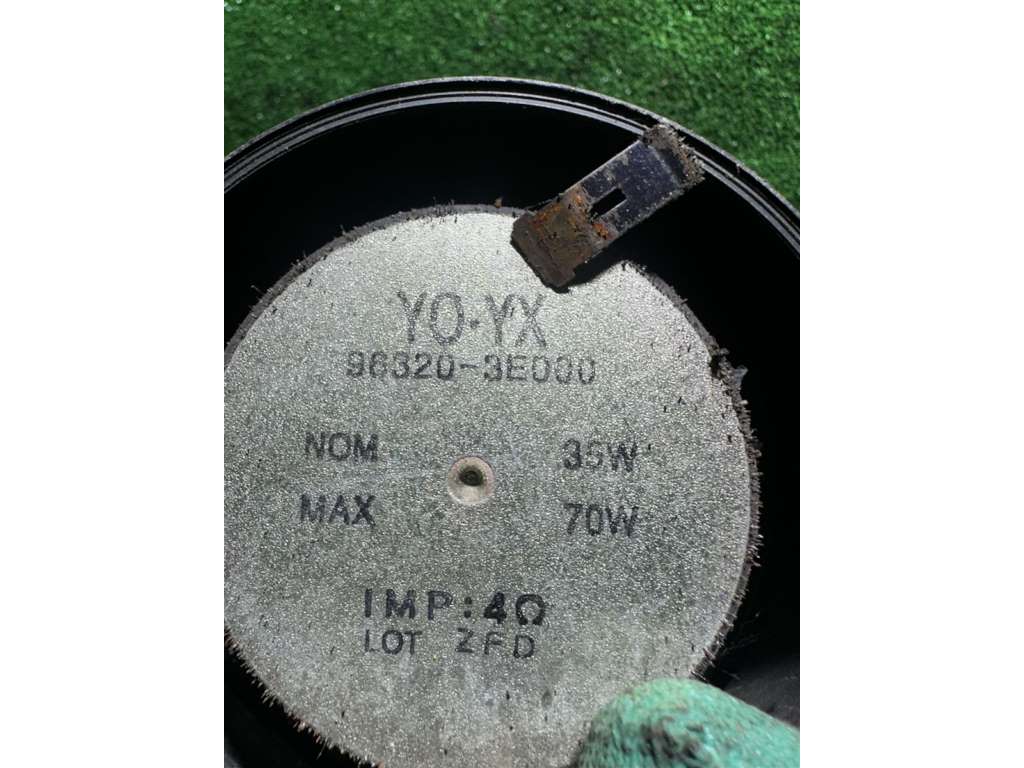 YO·YX
96320-3E000
NOM 35W
MAX 70W
IMP:4Ω
LOT ZFD